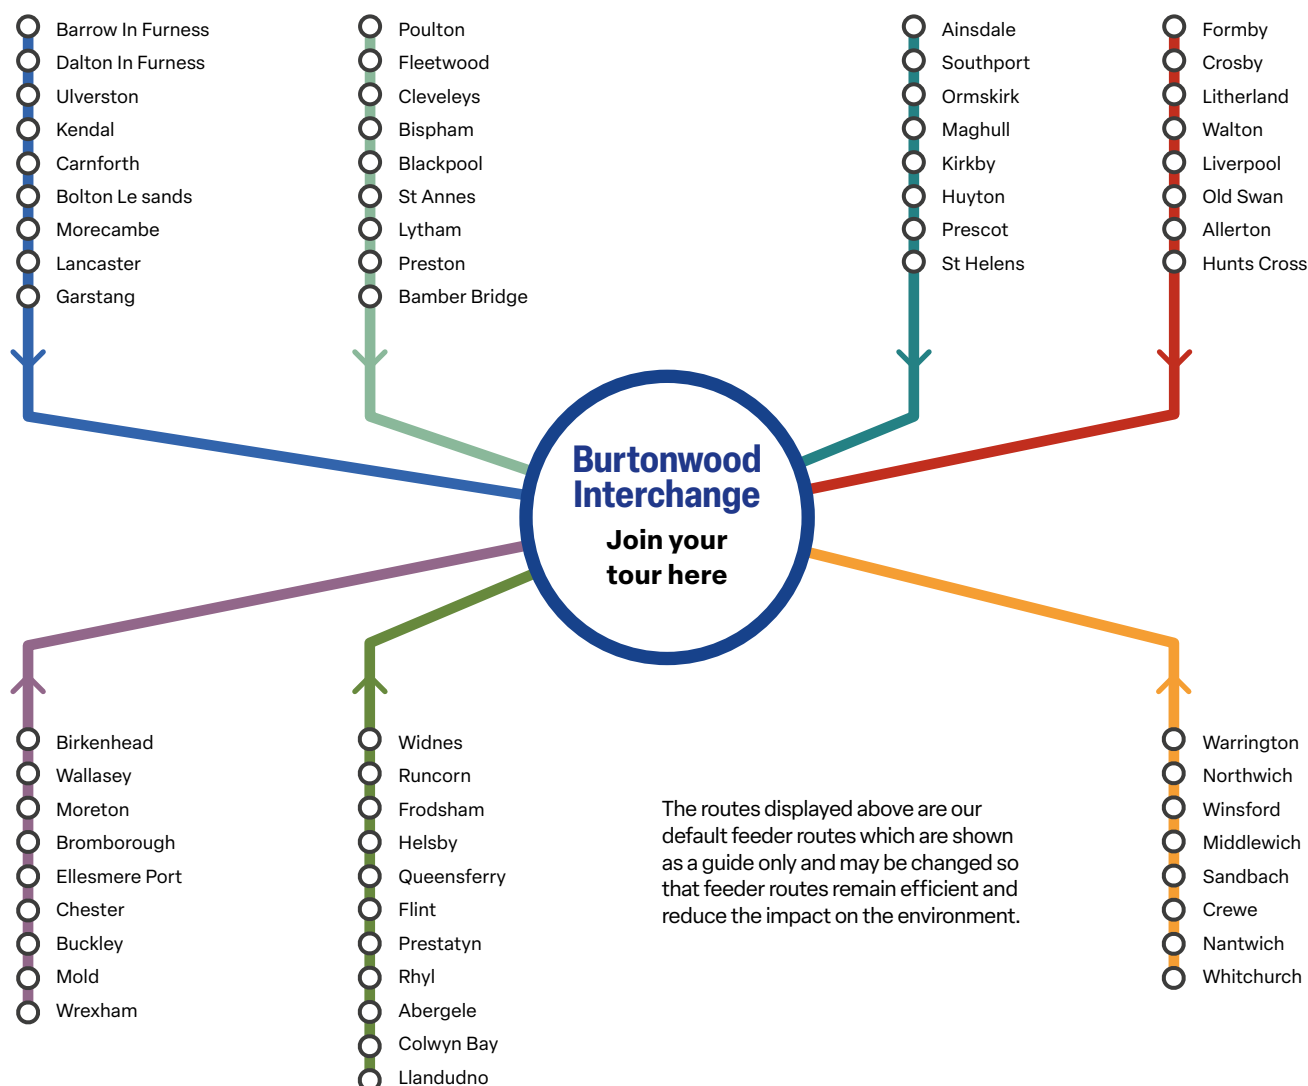 Barrow In Furness
Dalton In Furness
Ulverston
Kendal
Carnforth
Bolton Le sands
Morecambe
Lancaster
Garstang
Poulton
Fleetwood
Cleveleys
Bispham
Blackpool
St Annes
Lytham
Preston
Bamber Bridge
Ainsdale
Southport
Ormskirk
Maghull
Kirkby
Huyton
Prescot
St Helens
Formby
Crosby
Litherland
Walton
Liverpool
Old Swan
Allerton
Hunts Cross
Burtonwood
Interchange
Join your
tour here
Birkenhead
Wallasey
Moreton
Bromborough
Ellesmere Port
Chester
Buckley
Mold
Wrexham
Widnes
Runcorn
Frodsham
Helsby
Queensferry
Flint
Prestatyn
Rhyl
Abergele
Colwyn Bay
Llandudno
The routes displayed above are our
default feeder routes which are shown
as a guide only and may be changed so
that feeder routes remain efficient and
reduce the impact on the environment.
Warrington
Northwich
Winsford
Middlewich
Sandbach
Crewe
Nantwich
Whitchurch